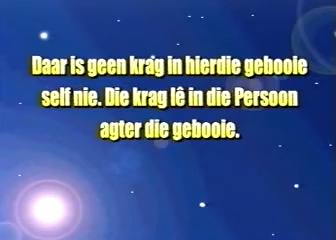 Daar is geen krag in hierdie gebooie
self nie. Die krag lê in die Persoon
agter die gebooie.